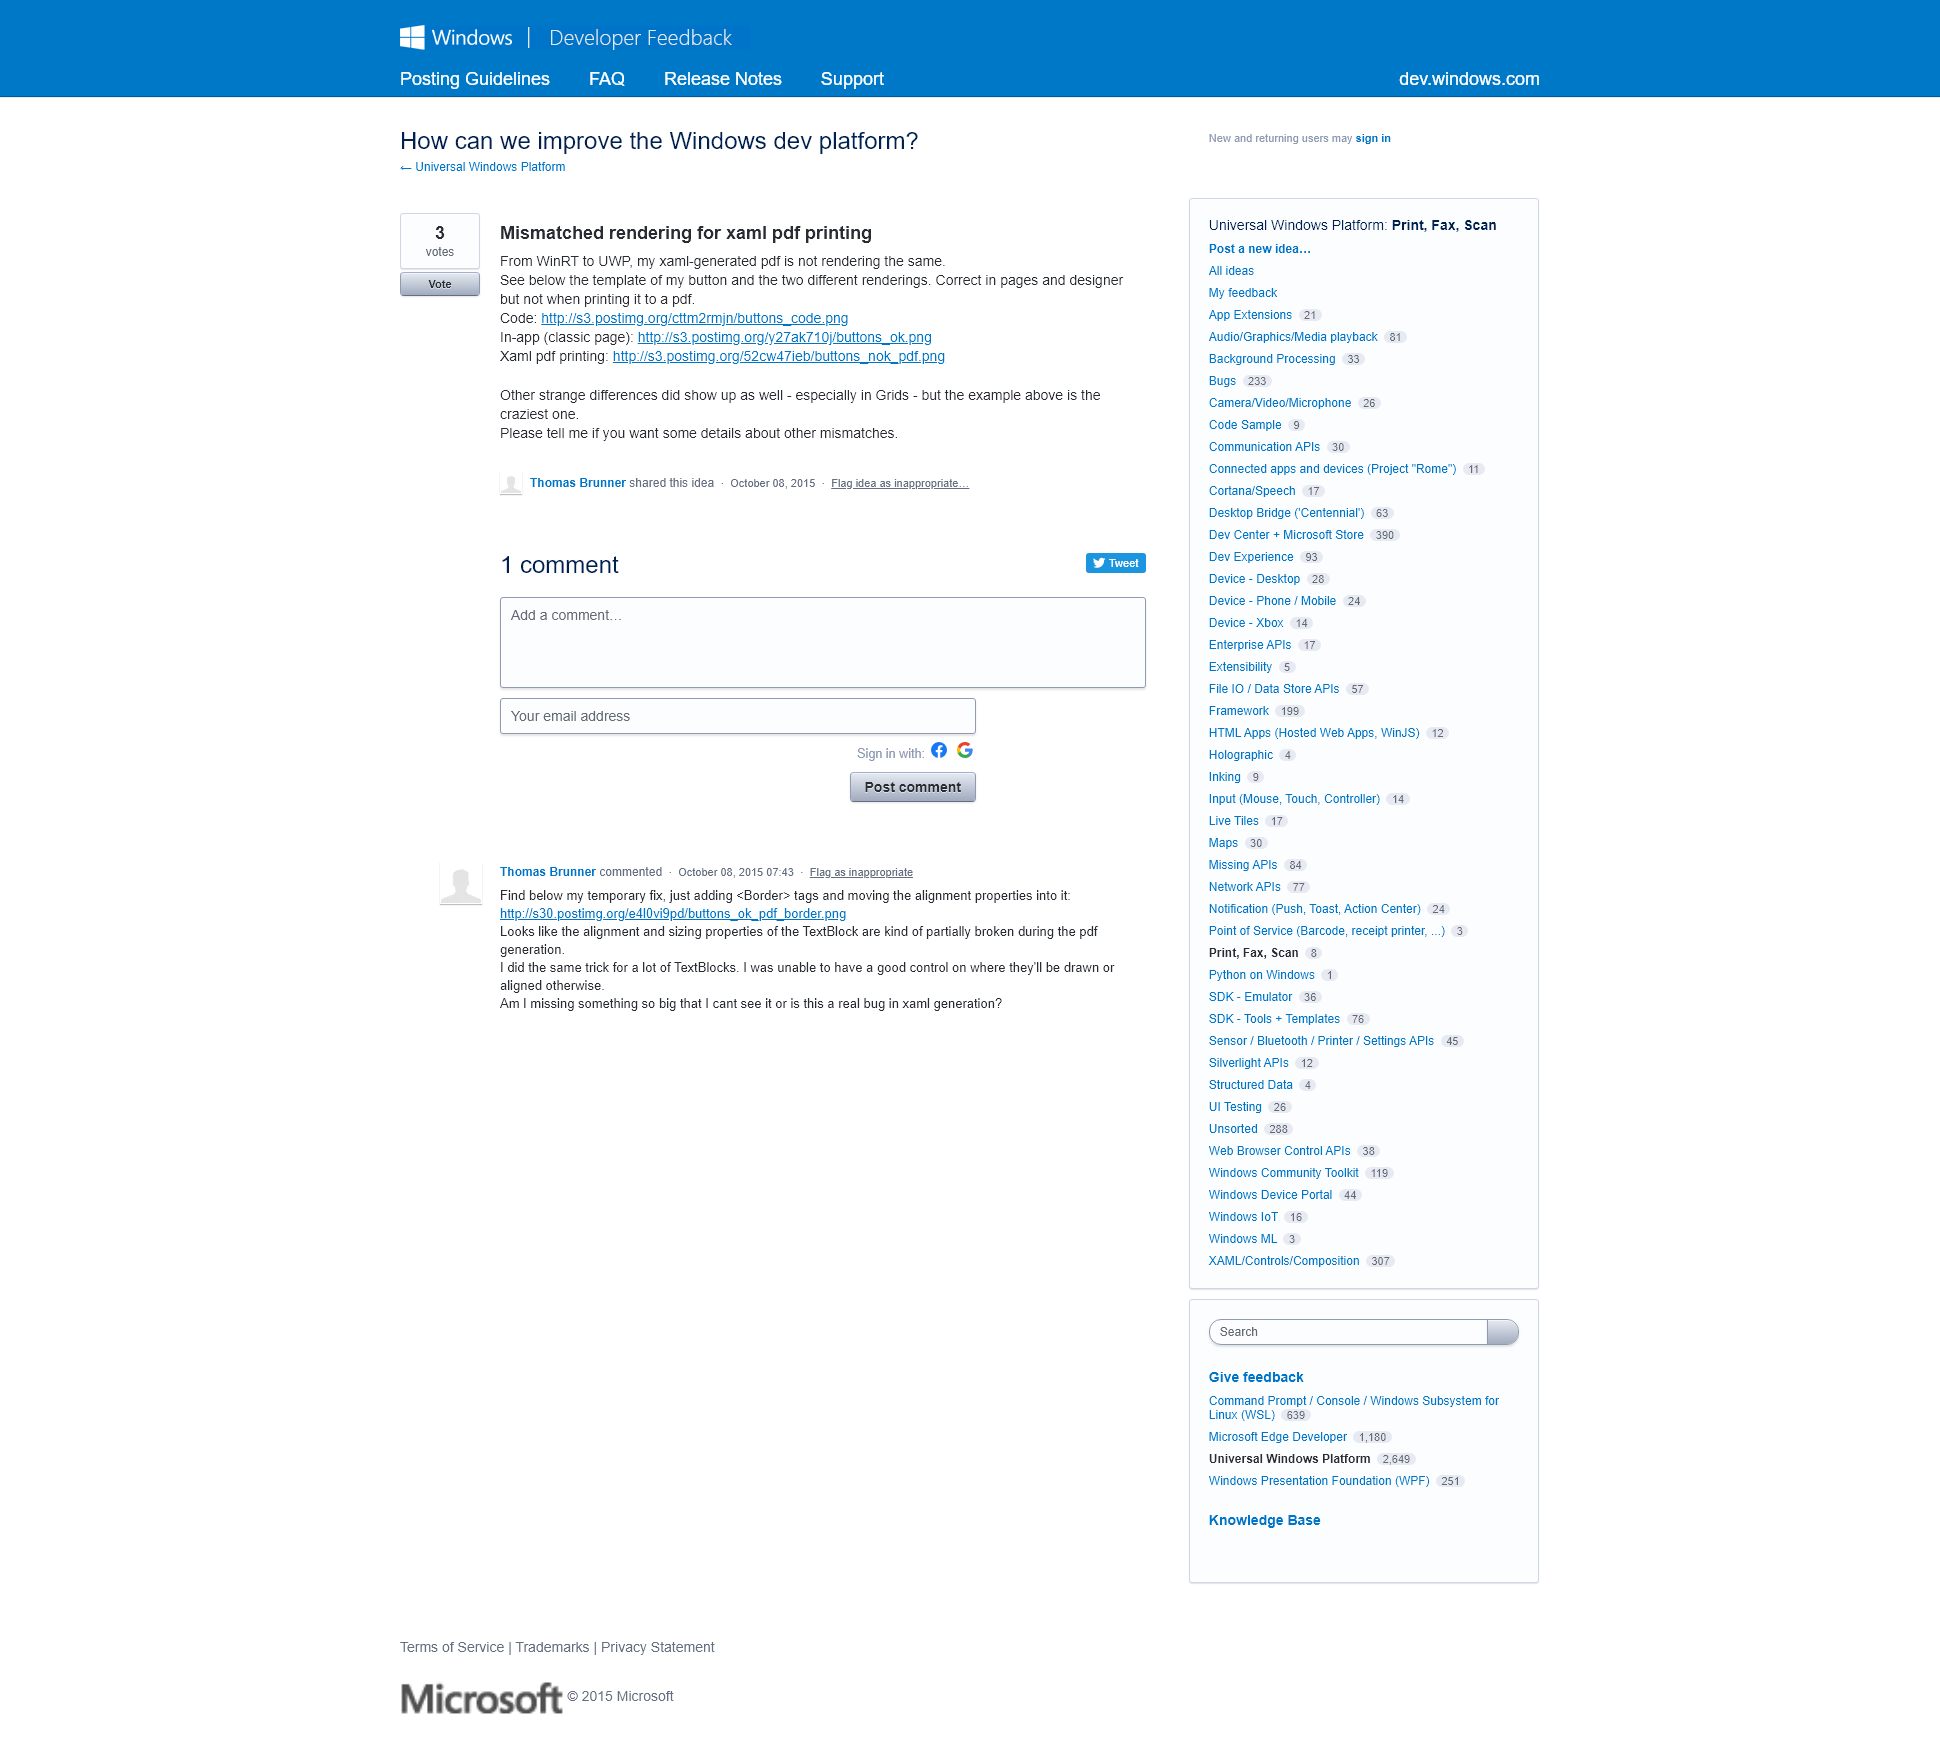 Windows | Developer Feedback
Posting Guidelines FAQ Release Notes Support dev.windows.com
How can we improve the Windows dev platform?
← Universal Windows Platform
New and returning users may sign in
3
votes
Vote
Mismatched rendering for xaml pdf printing
From WinRT to UWP, my xaml-generated pdf is not rendering the same.
See below the template of my button and the two different renderings. Correct in pages and designer
but not when printing it to a pdf.
Code: http://s3.postimg.org/cttm2rmjn/buttons_code.png
In-app (classic page): http://s3.postimg.org/y27ak710j/buttons_ok.png
Xaml pdf printing: http://s3.postimg.org/52cw47ieb/buttons_nok_pdf.png
Other strange differences did show up as well - especially in Grids - but the example above is the
craziest one.
Please tell me if you want some details about other mismatches.
Thomas Brunner shared this idea · October 08, 2015 · Flag idea as inappropriate…
1 comment
Tweet
Add a comment…
Your email address
Sign in with:
Post comment
Thomas Brunner commented · October 08, 2015 07:43 · Flag as inappropriate
Find below my temporary fix, just adding <Border> tags and moving the alignment properties into it:
http://s30.postimg.org/e4l0vi9pd/buttons_ok_pdf_border.png
Looks like the alignment and sizing properties of the TextBlock are kind of partially broken during the pdf
generation.
I did the same trick for a lot of TextBlocks. I was unable to have a good control on where they'll be drawn or
aligned otherwise.
Am I missing something so big that I cant see it or is this a real bug in xaml generation?
Universal Windows Platform: Print, Fax, Scan
Post a new idea…
All ideas
My feedback
App Extensions 21
Audio/Graphics/Media playback 81
Background Processing 33
Bugs 233
Camera/Video/Microphone 26
Code Sample 9
Communication APIs 30
Connected apps and devices (Project "Rome") 11
Cortana/Speech 17
Desktop Bridge ('Centennial') 63
Dev Center + Microsoft Store 390
Dev Experience 93
Device - Desktop 28
Device - Phone / Mobile 24
Device - Xbox 14
Enterprise APIs 17
Extensibility 5
File IO / Data Store APIs 57
Framework 199
HTML Apps (Hosted Web Apps, WinJS) 12
Holographic 4
Inking 9
Input (Mouse, Touch, Controller) 14
Live Tiles 17
Maps 30
Missing APIs 84
Network APIs 77
Notification (Push, Toast, Action Center) 24
Point of Service (Barcode, receipt printer, ...) 3
Print, Fax, Scan 8
Python on Windows 1
SDK - Emulator 36
SDK - Tools + Templates 76
Sensor / Bluetooth / Printer / Settings APIs 45
Silverlight APIs 12
Structured Data 4
UI Testing 26
Unsorted 288
Web Browser Control APIs 38
Windows Community Toolkit 119
Windows Device Portal 44
Windows IoT 16
Windows ML 3
XAML/Controls/Composition 307
Search
Give feedback
Command Prompt / Console / Windows Subsystem for
Linux (WSL) 639
Microsoft Edge Developer 1,180
Universal Windows Platform 2,649
Windows Presentation Foundation (WPF) 251
Knowledge Base
Terms of Service | Trademarks | Privacy Statement
Microsoft © 2015 Microsoft